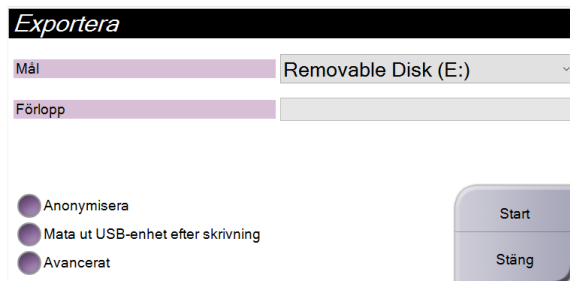 Exportera
Mål
Removable Disk (E:)
Förlopp
Anonymisera
Mata ut USB-enhet efter skrivning
Avancerat
Start
Stäng